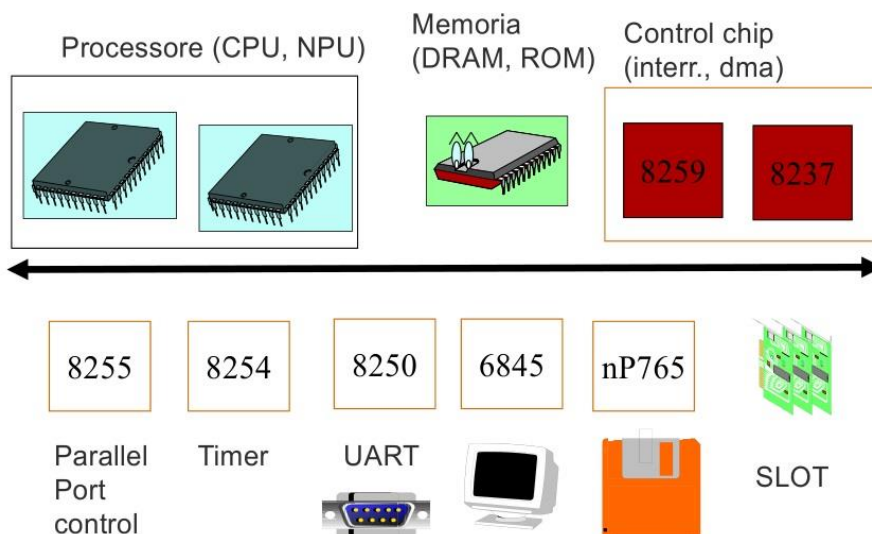 Processore (CPU, NPU)
Memoria
(DRAM, ROM)
Control chip
(interr., dma)
8259
8237
8255
8254
8250
6845
nP765
Parallel
Port
control
Timer
UART
SLOT